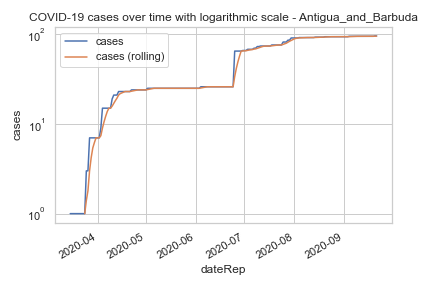 COVID-19 cases over time with logarithmic scale - Antigua_and_Barbuda
cases
cases (rolling)
10²
10¹
10⁰
cases
2020-04
2020-05
2020-06
2020-07
2020-08
2020-09
dateRep